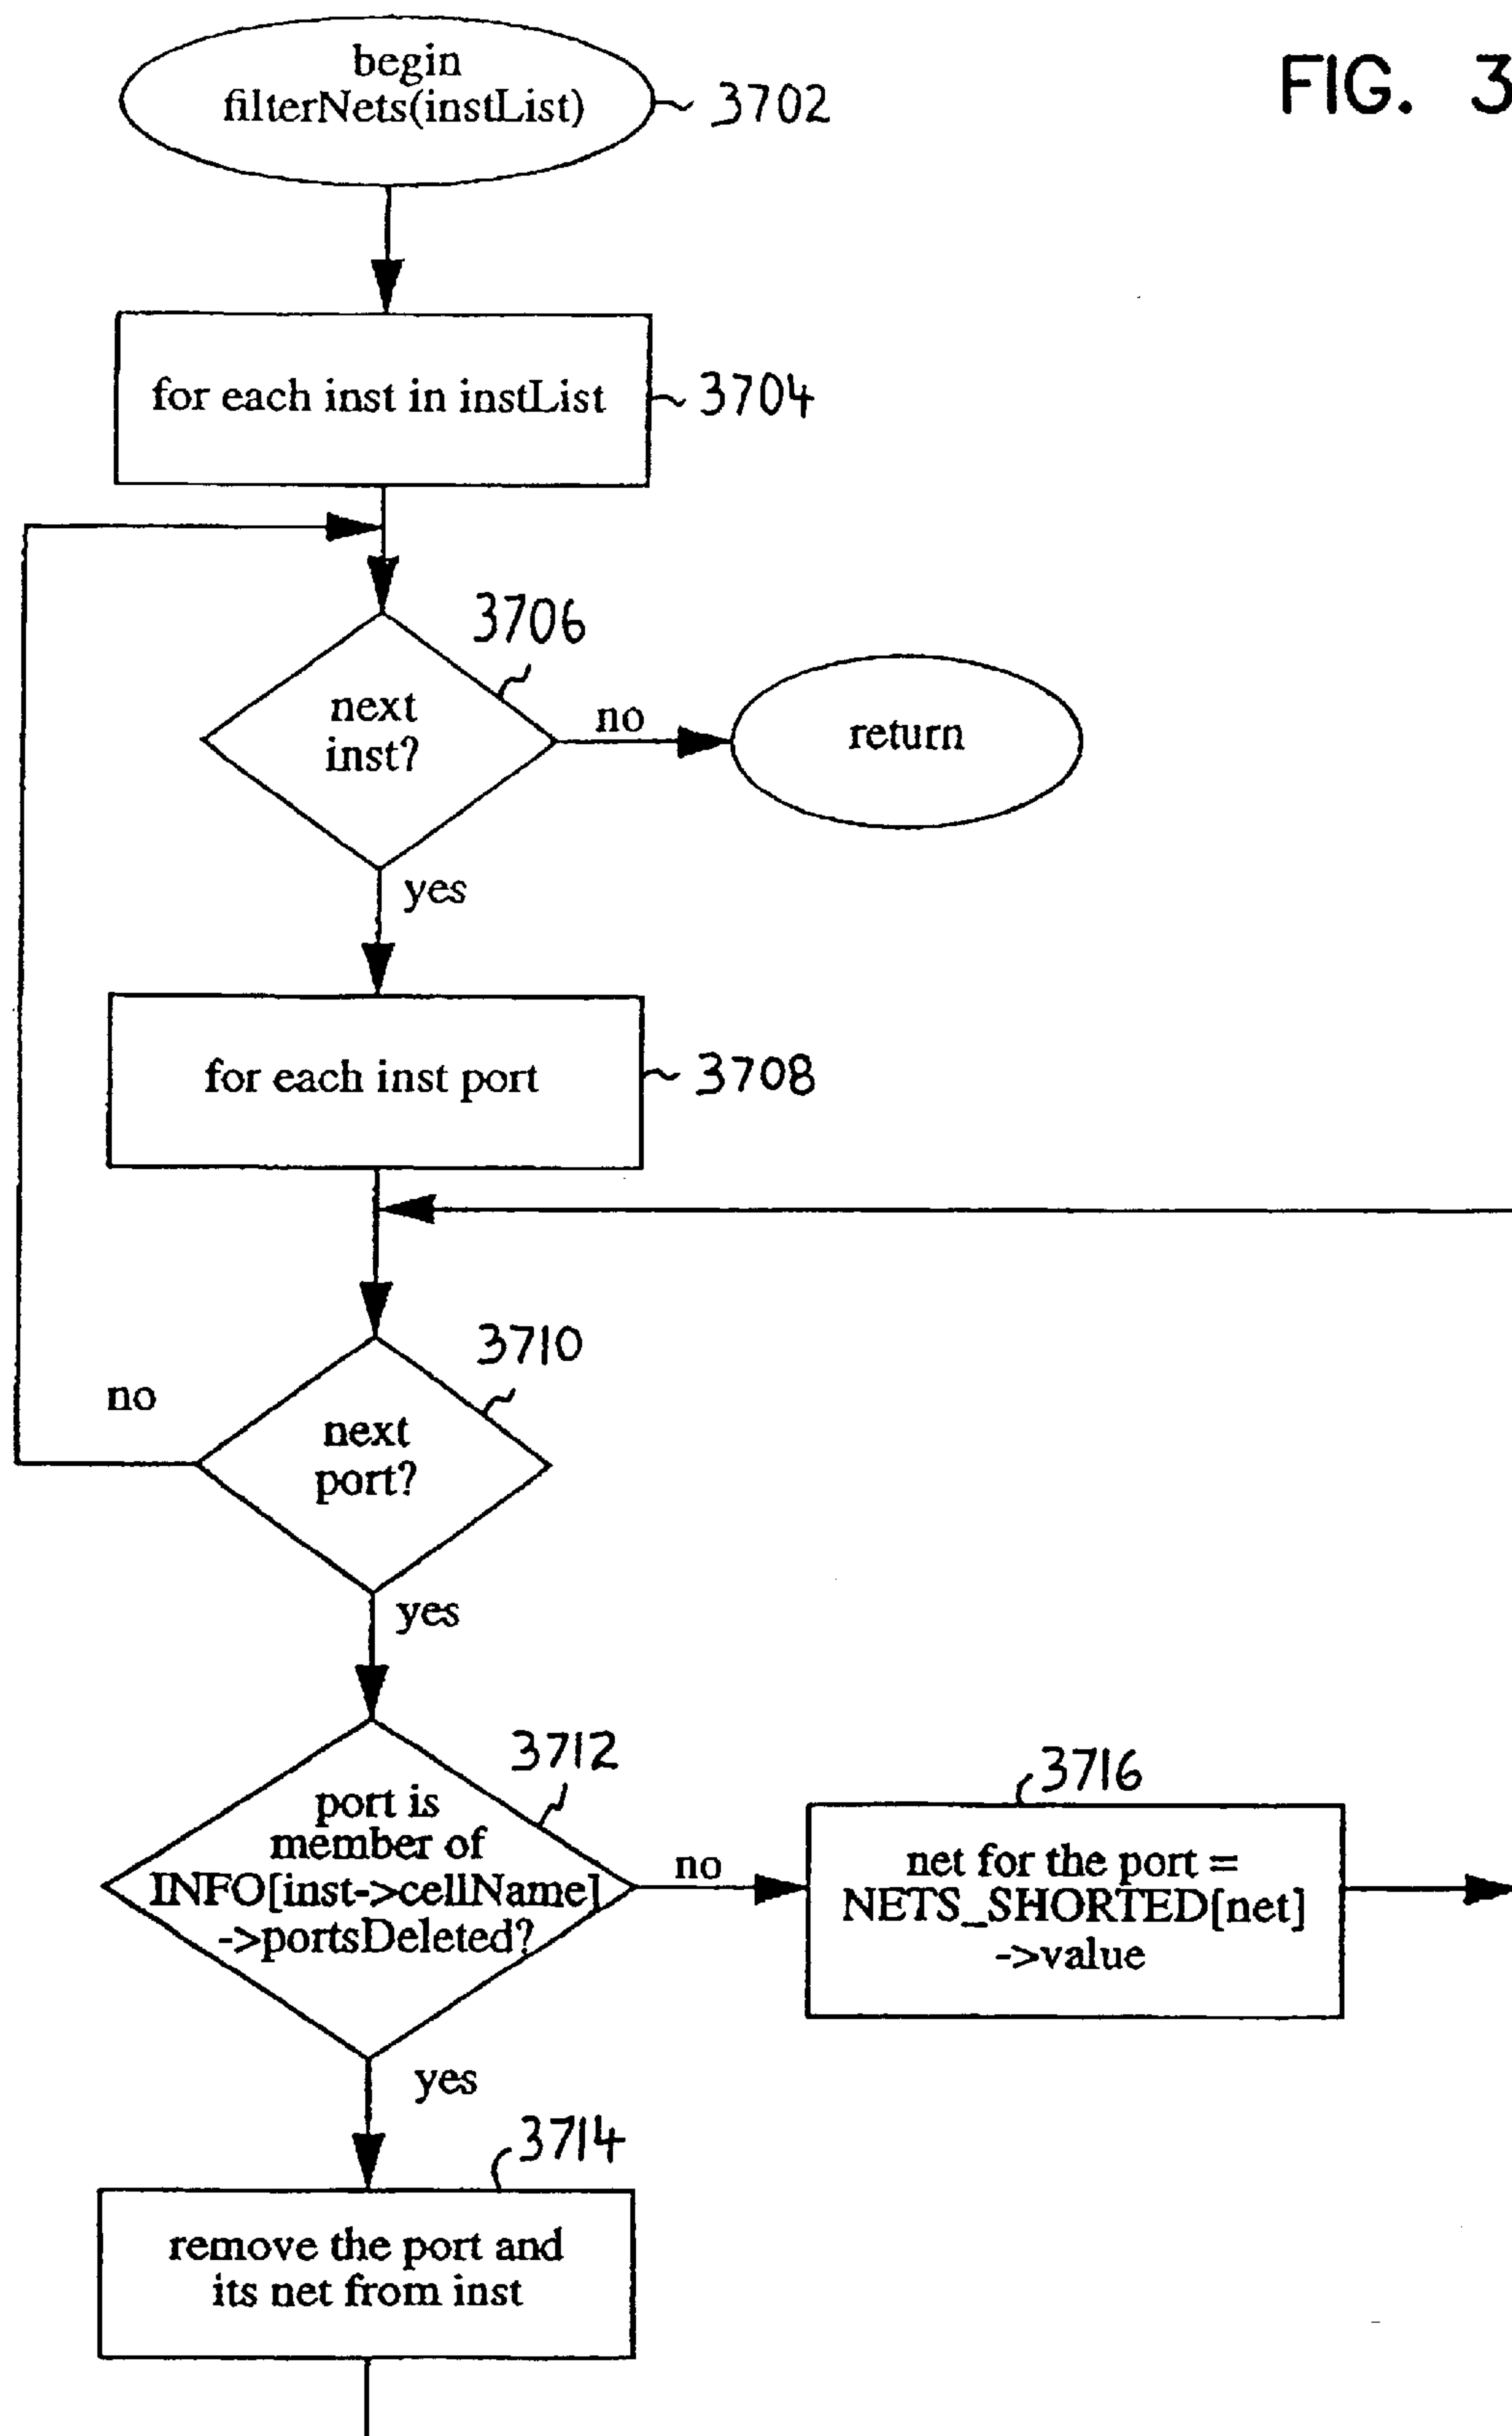 FIG. 3
begin
filterNets(instList)
3702
for each inst in instList
3704
3706
next
inst?
no
return
yes
for each inst port
3708
3710
no
next
port?
yes
3712
port is
member of
INFO[inst->cellName]
->portsDeleted?
no
3716
net for the port =
NETS_SHORTED[net]
->value
yes
3714
remove the port and
its net from inst